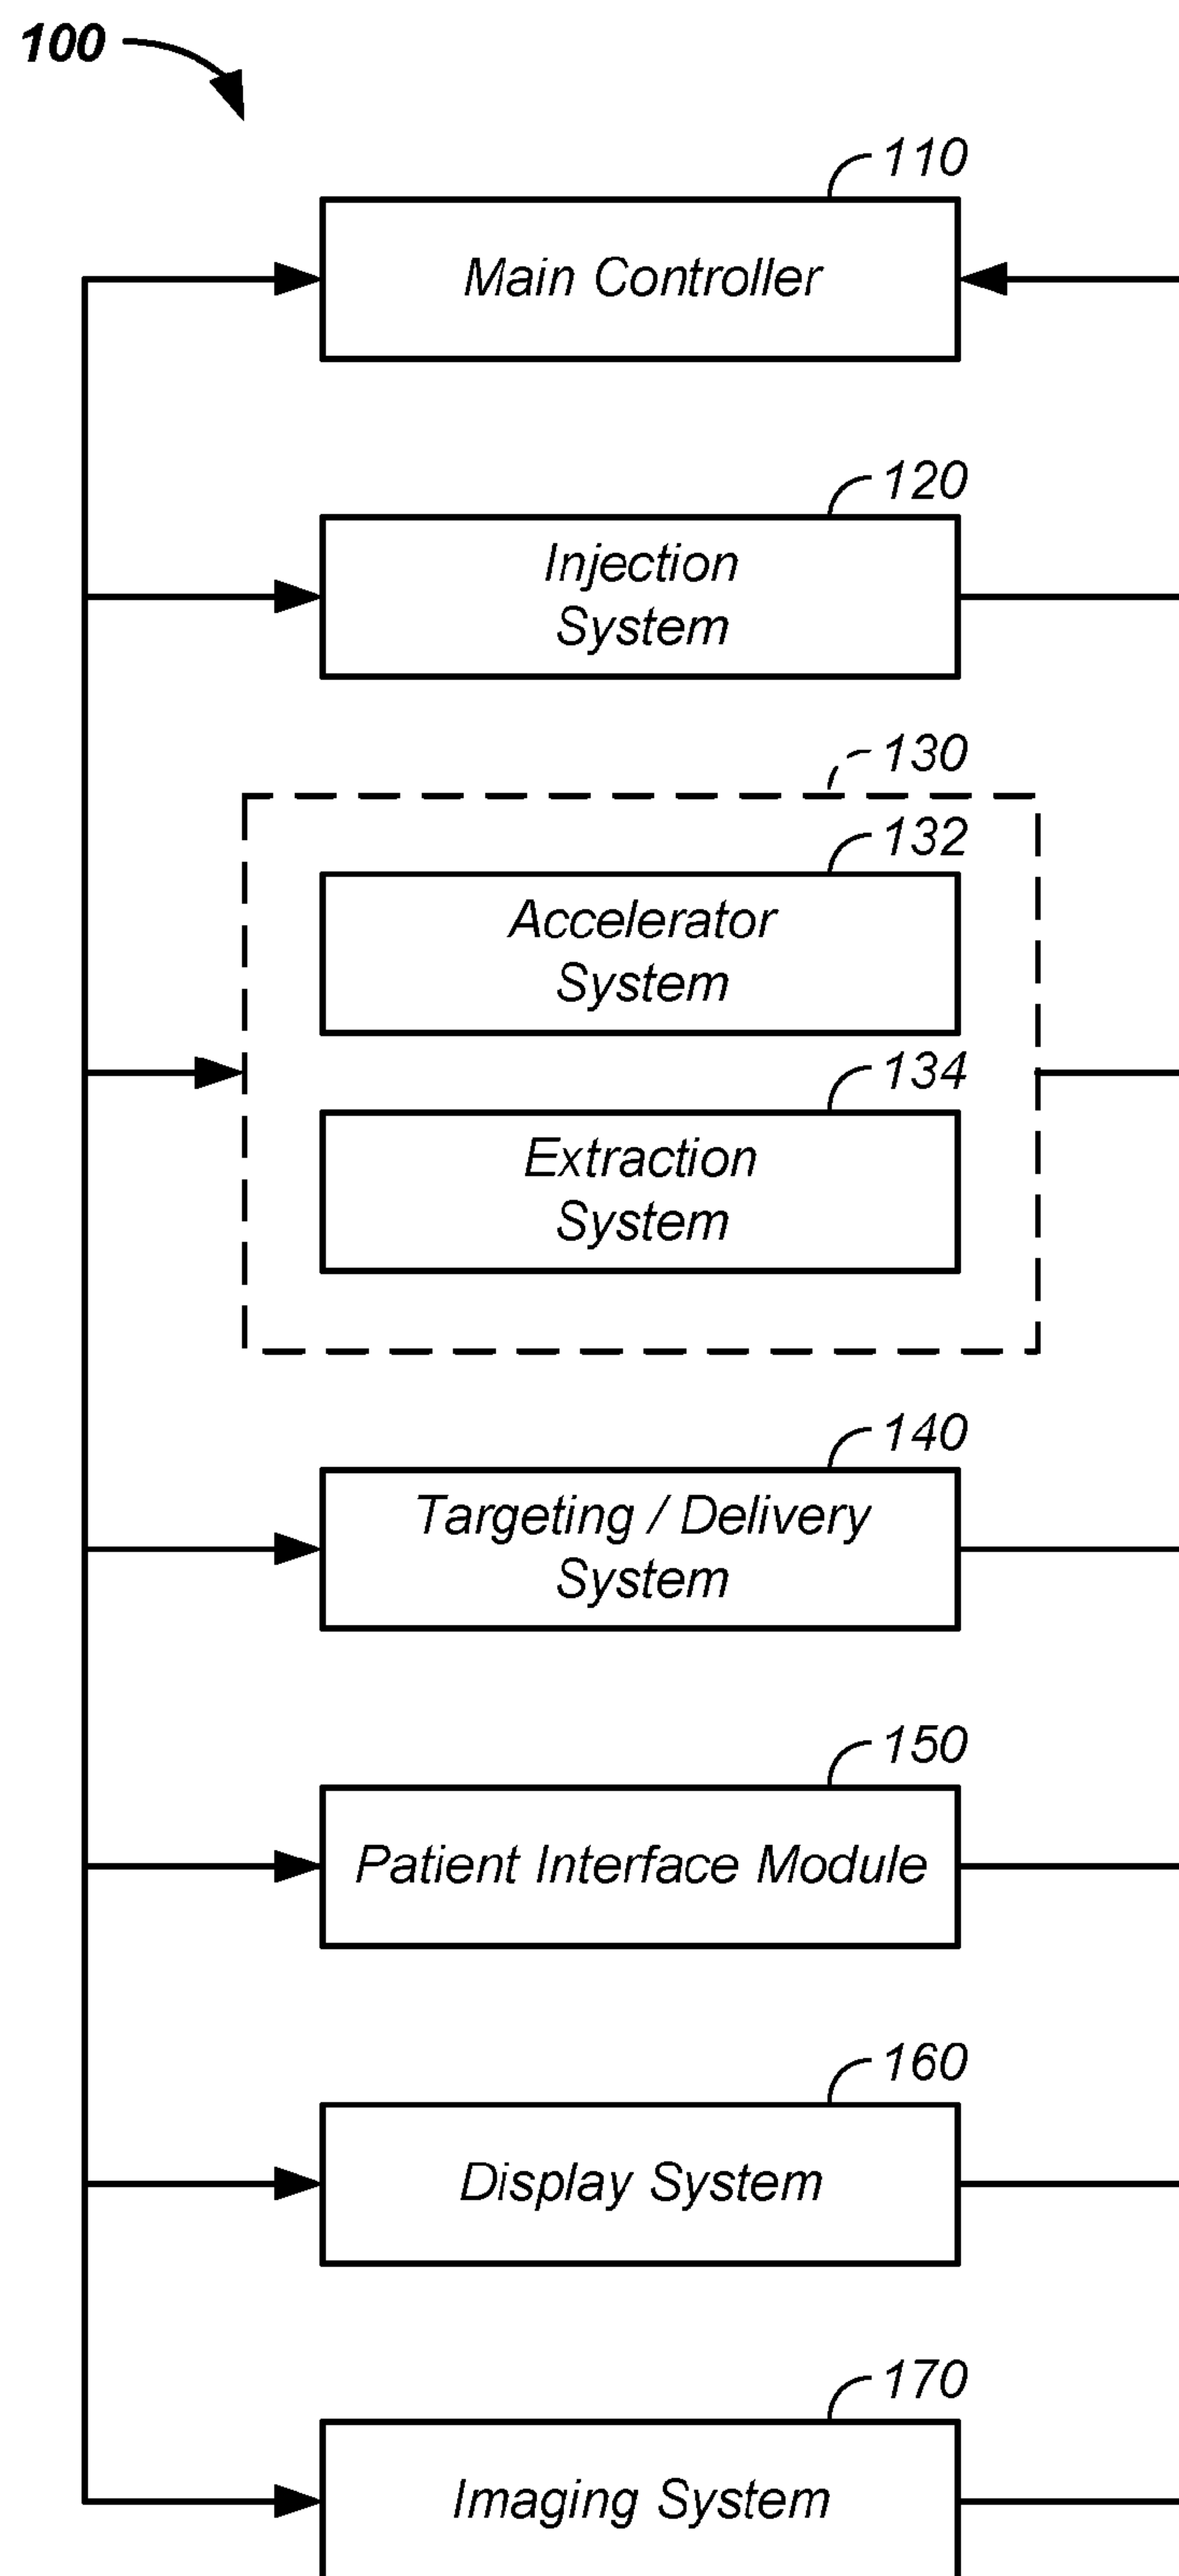 100
110
Main Controller
120
Injection
System
130
132
Accelerator
System
134
Extraction
System
140
Targeting / Delivery
System
150
Patient Interface Module
160
Display System
170
Imaging System